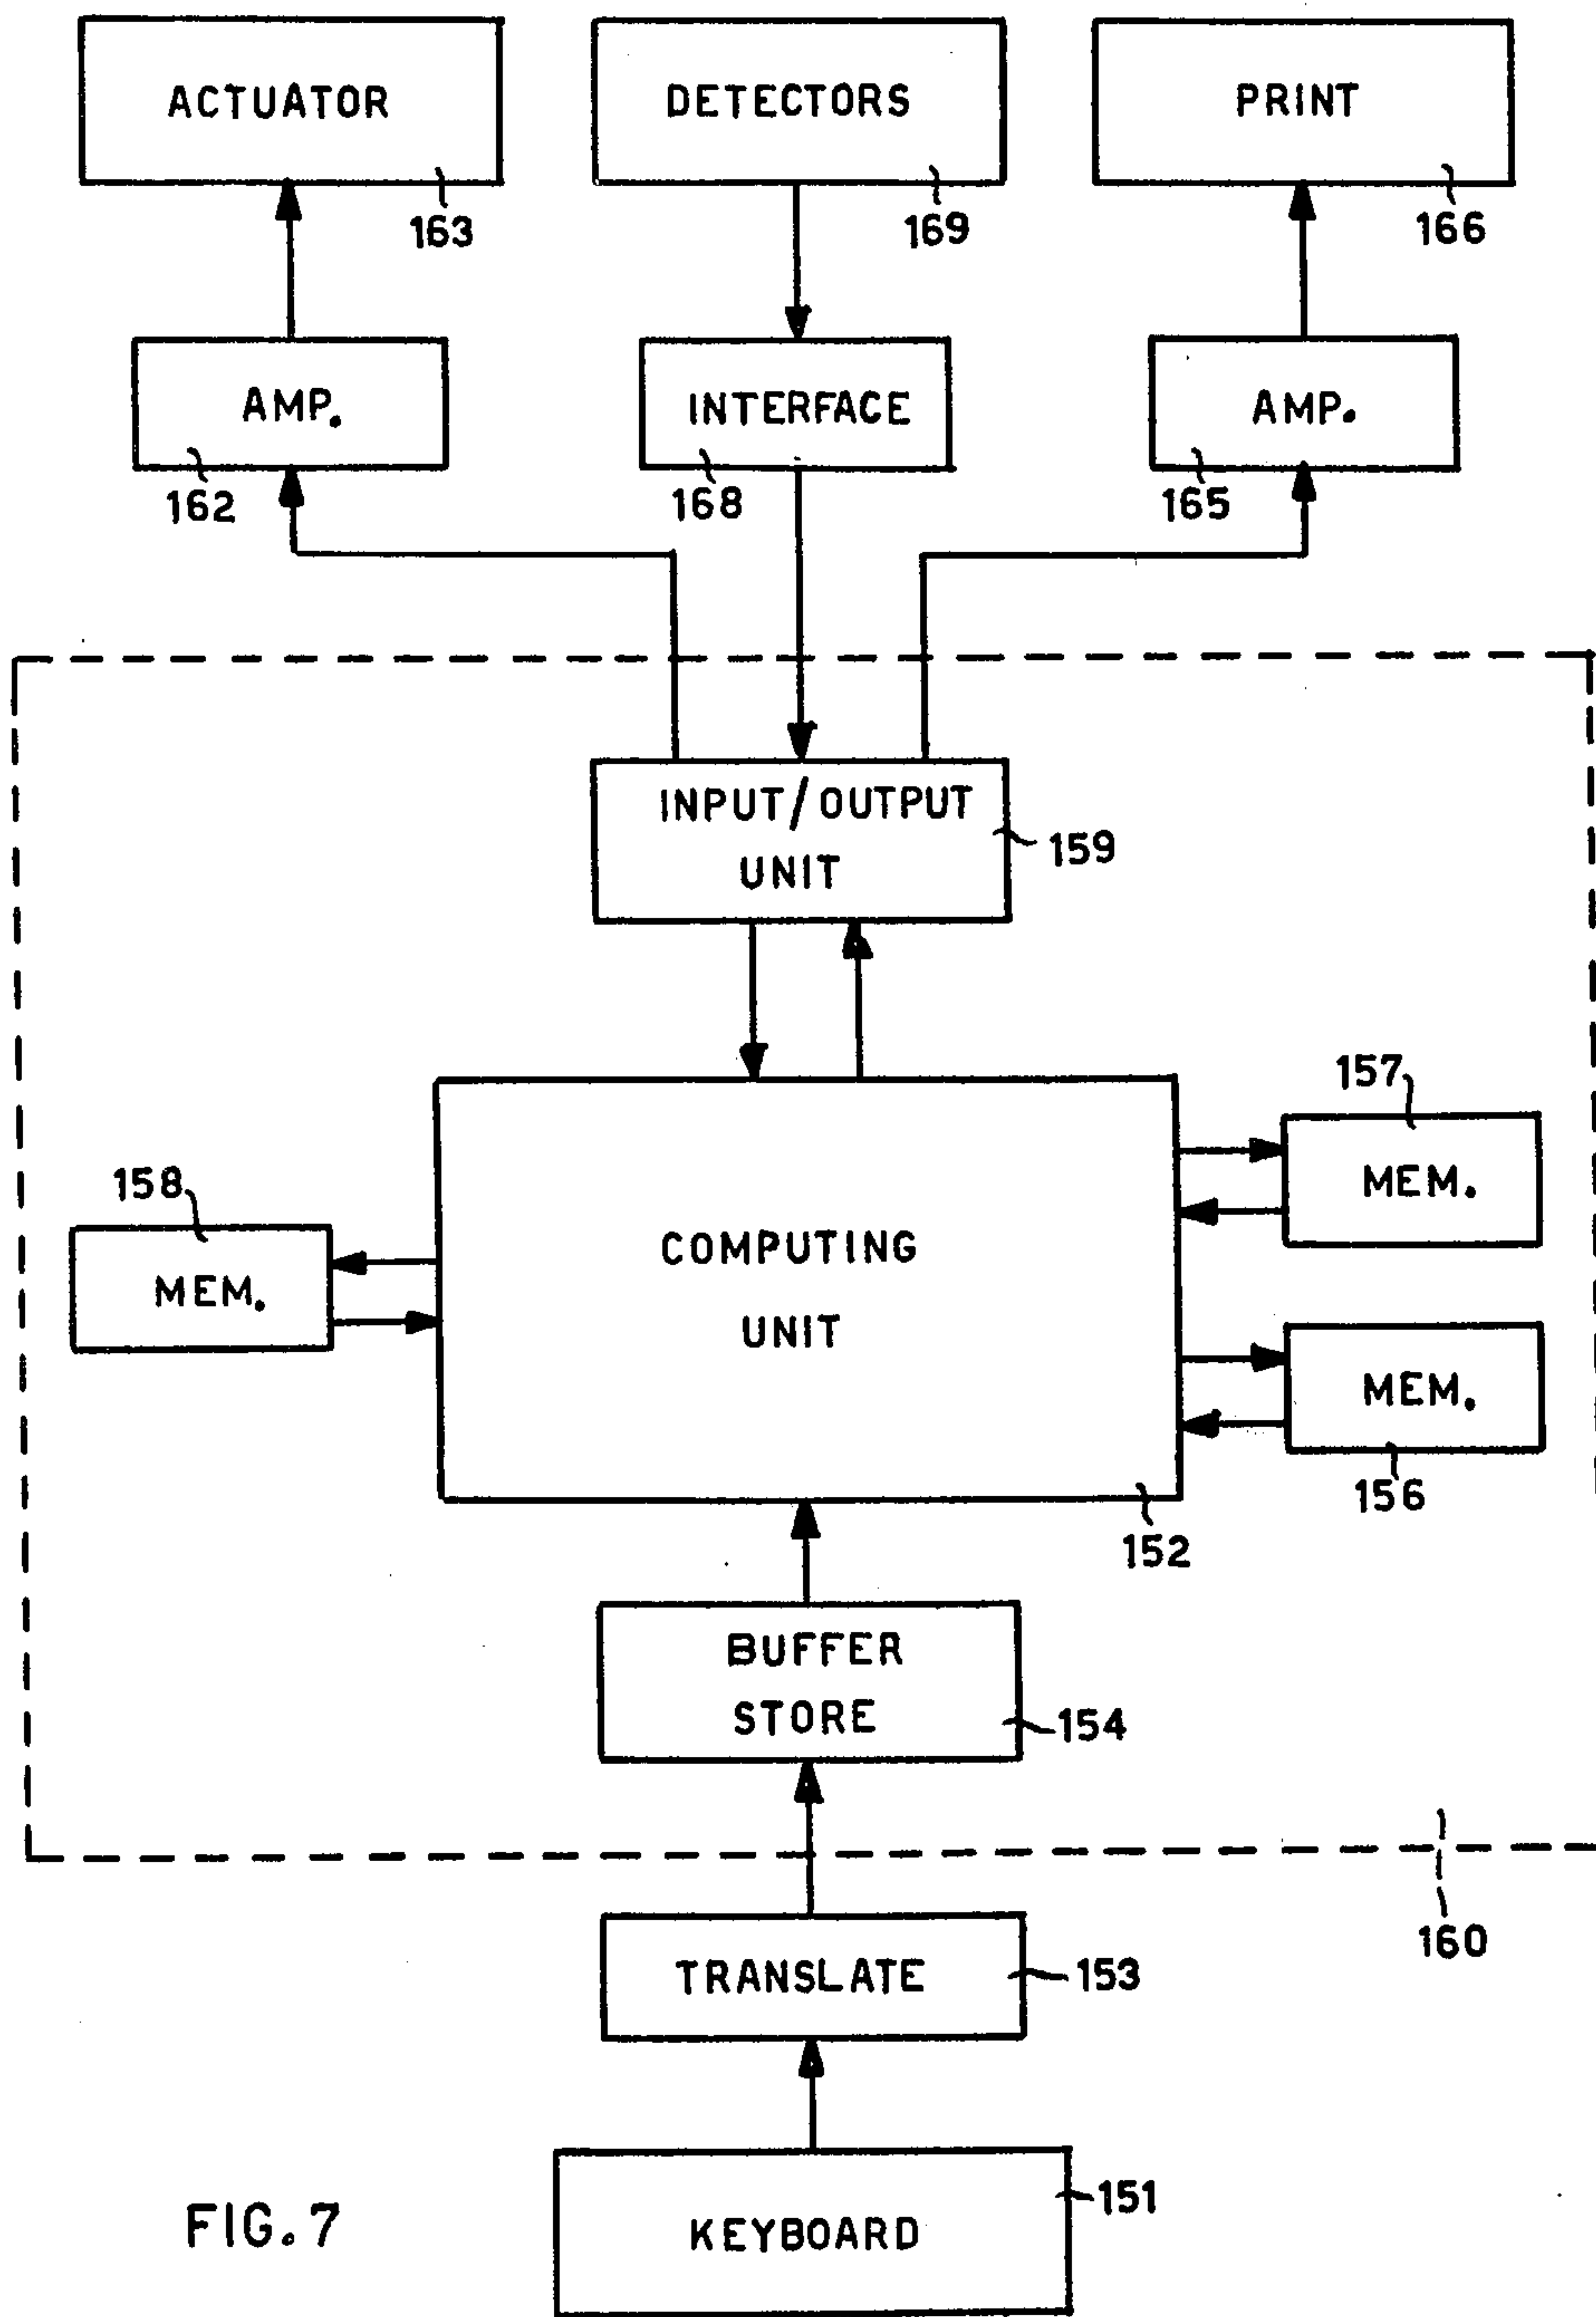 ACTUATOR
DETECTORS
PRINT
163
169
166
AMP.
INTERFACE
AMP.
162
168
165
INPUT/OUTPUT
UNIT
159
157
MEM.
158
MEM.
COMPUTING
UNIT
MEM.
156
152
BUFFER
STORE
154
160
TRANSLATE
153
151
KEYBOARD
FIG. 7